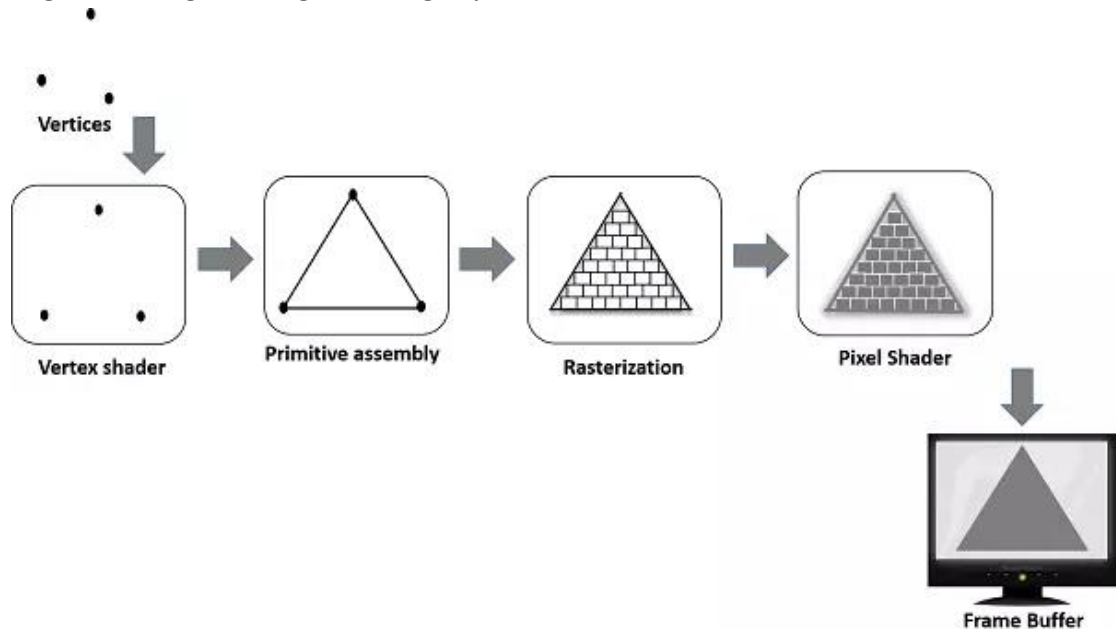 Vertices
Vertex shader
Primitive assembly
Rasterization
Pixel Shader
Frame Buffer